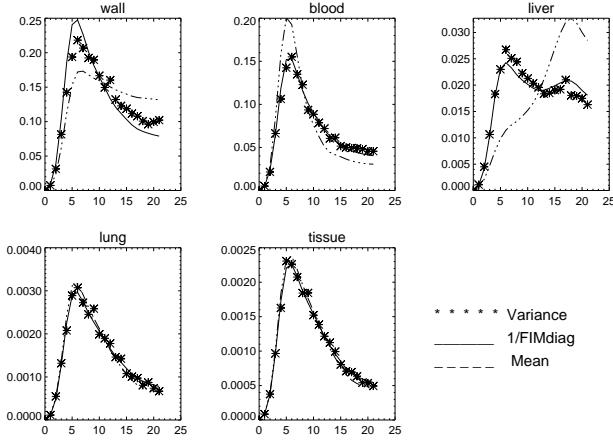 wall
0.25
0.20
0.15
0.10
0.05
0.00
0 5 10 15 20 25
blood
0.20
0.15
0.10
0.05
0.00
0 5 10 15 20 25
liver
0.030
0.025
0.020
0.015
0.010
0.005
0.000
0 5 10 15 20 25
lung
0.0040
0.0030
0.0020
0.0010
0.0000
0 5 10 15 20 25
tissue
0.0025
0.0020
0.0015
0.0010
0.0005
0.0000
0 5 10 15 20 25
* * * * * Variance
1/FIMdiag
Mean